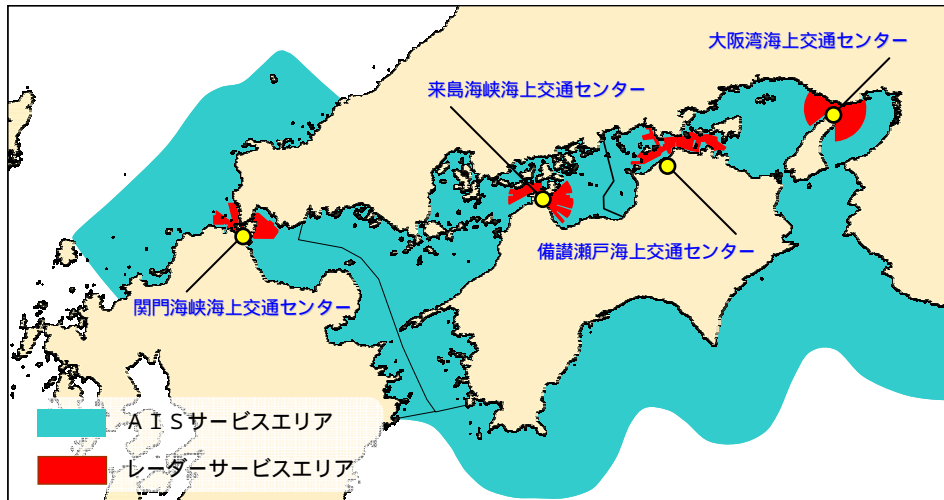 大阪湾海上交通センター
来島海峡海上交通センター
備讃瀬戸海上交通センター
関門海峡海上交通センター
ＡＩＳサービスエリア
レーダーサービスエリア